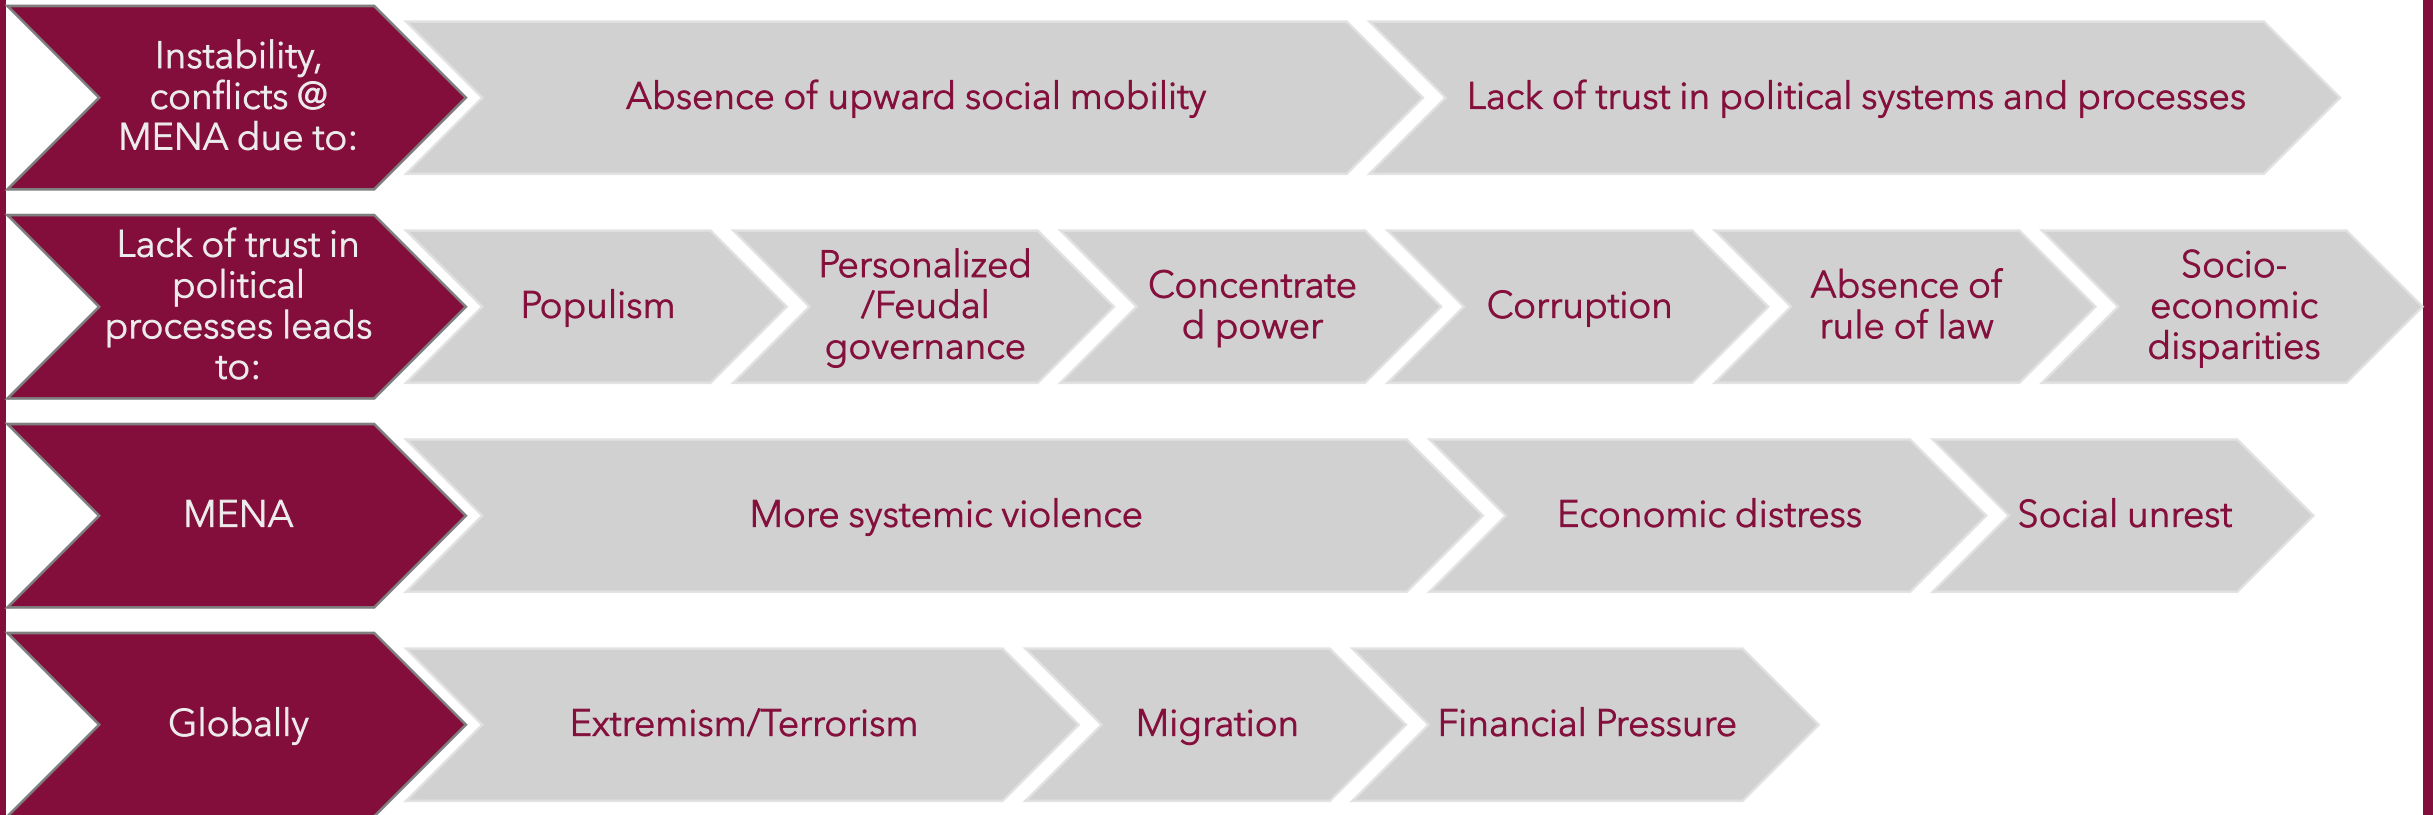 Instability,
conflicts @
MENA due to:
Absence of upward social mobility
Lack of trust in political systems and processes
Lack of trust in
political
processes leads
to:
Populism
Personalized
/Feudal
governance
Concentrate
d power
Corruption
Absence of
rule of law
Socio-
economic
disparities
MENA
More systemic violence
Economic distress
Social unrest
Globally
Extremism/Terrorism
Migration
Financial Pressure